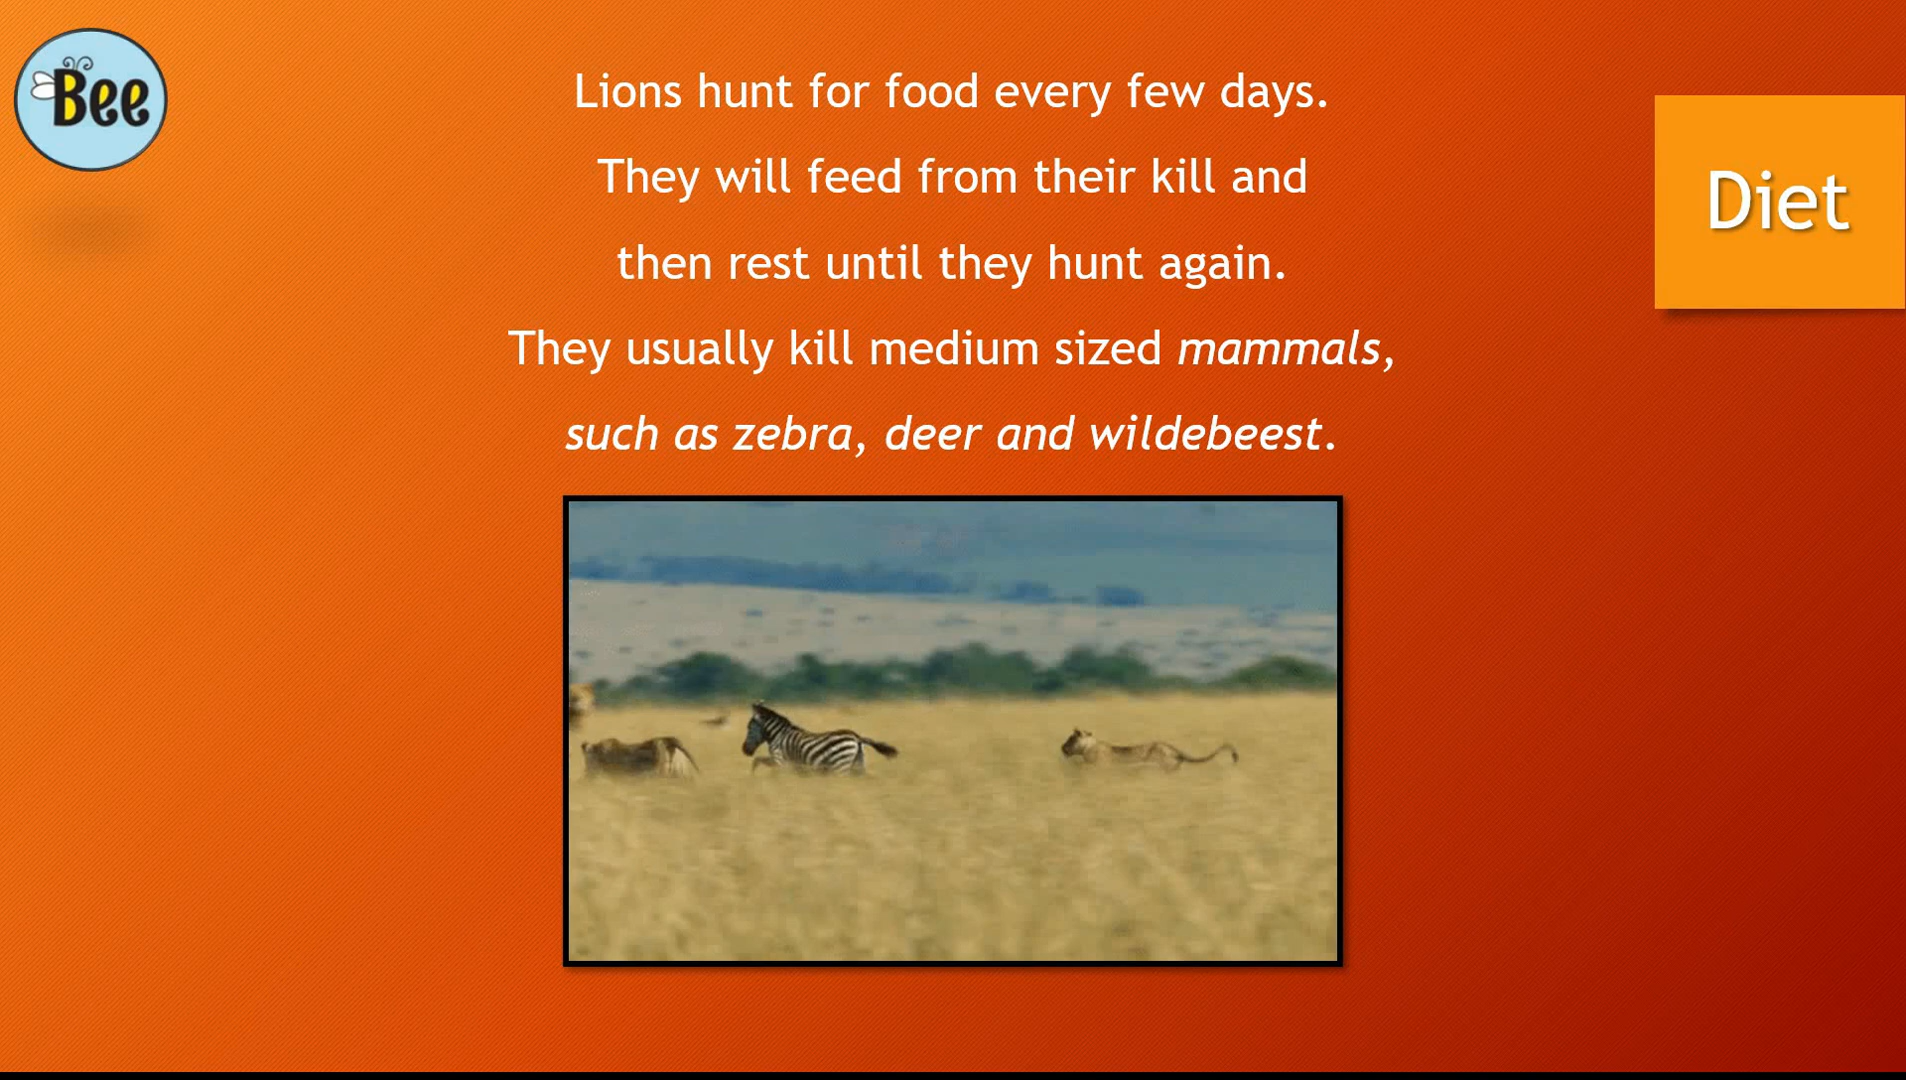 Bee
Lions hunt for food every few days.
They will feed from their kill and
then rest until they hunt again.
They usually kill medium sized mammals,
such as zebra, deer and wildebeest.
Diet